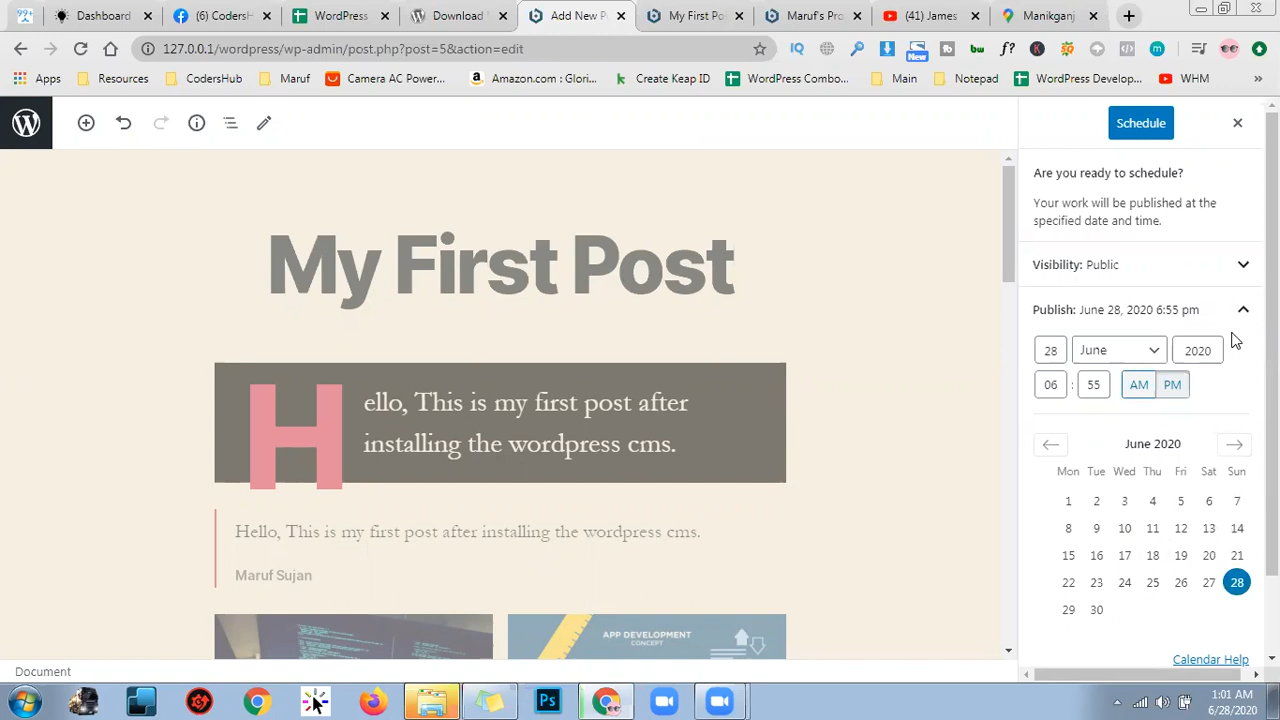 99+ Dashboard
(6) CodersH
WordPress
Download
Add New P
My First Po
Maruf's Pro
(41) James
Manikganj
127.0.0.1/wordpress/wp-admin/post.php?post=5&action=edit
IQ
New
bw
f?
K
m
Apps
Resources
CodersHub
Maruf
Camera AC Power...
Amazon.com : Glori...
Create Keap ID
WordPress Combo...
Main
Notepad
WordPress Develop...
WHM
Schedule
Are you ready to schedule?
Your work will be published at the
specified date and time.
Visibility: Public
Publish: June 28, 2020 6:55 pm
28 June 2020
06 : 55 AM PM
June 2020
Mon Tue Wed Thu Fri Sat Sun
1 2 3 4 5 6 7
8 9 10 11 12 13 14
15 16 17 18 19 20 21
22 23 24 25 26 27 28
29 30
Calendar Help
My First Post
Hello, This is my first post after
installing the wordpress cms.
Hello, This is my first post after installing the wordpress cms.
Maruf Sujan
APP DEVELOPMENT
CONCEPT
Document
Ps
1:01 AM
6/28/2020